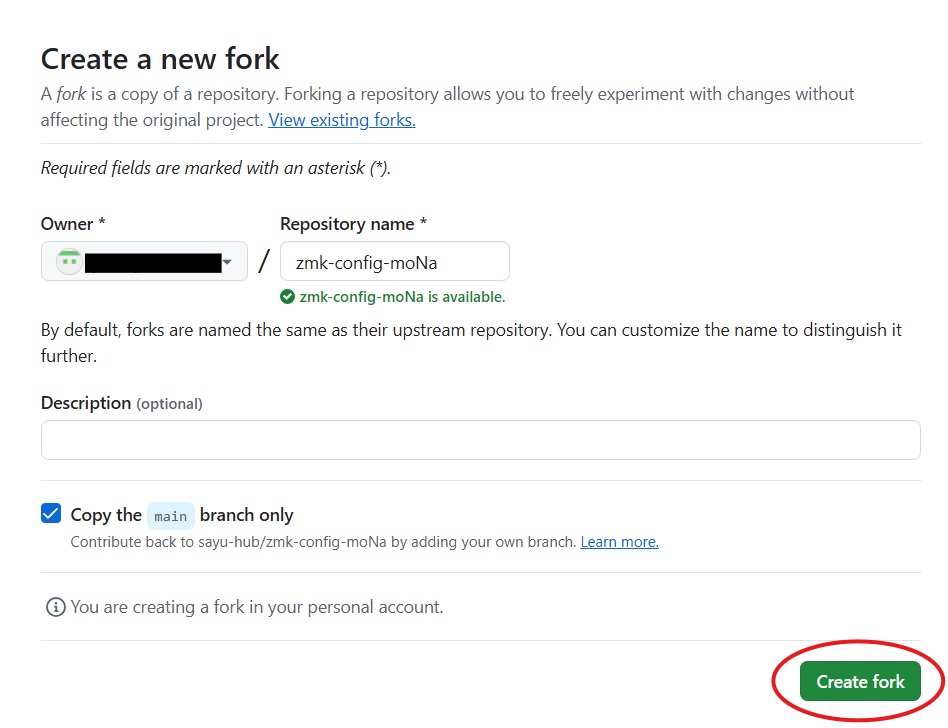 Create a new fork
A fork is a copy of a repository. Forking a repository allows you to freely experiment with changes without
affecting the original project. View existing forks.
Required fields are marked with an asterisk (*).
Owner *
Repository name *
/
zmk-config-moNa
zmk-config-moNa is available.
By default, forks are named the same as their upstream repository. You can customize the name to distinguish it
further.
Description (optional)
Copy the main branch only
Contribute back to sayu-hub/zmk-config-moNa by adding your own branch. Learn more.
You are creating a fork in your personal account.
Create fork